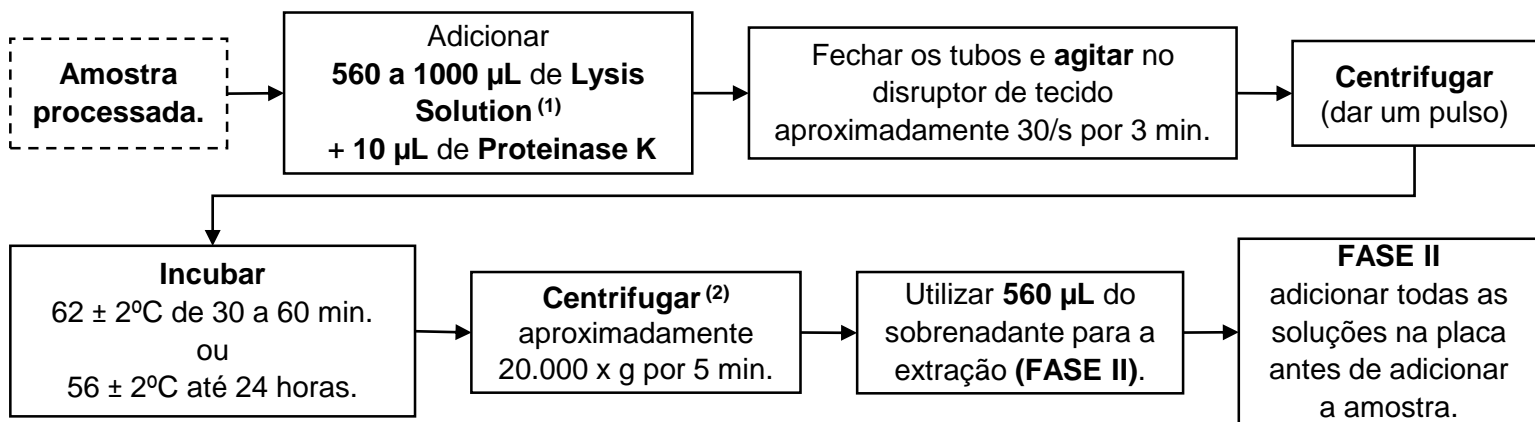 Amostra
processada.
Adicionar
560 a 1000 µL de Lysis
Solution (1)
+ 10 µL de Proteinase K
Fechar os tubos e agitar no
disruptor de tecido
aproximadamente 30/s por 3 min.
Centrifugar
(dar um pulso)
Incubar
62 ± 2ºC de 30 a 60 min.
ou
56 ± 2ºC até 24 horas.
Centrifugar (2)
aproximadamente
20.000 x g por 5 min.
Utilizar 560 µL do
sobrenadante para a
extração (FASE II).
FASE II
adicionar todas as
soluções na placa
antes de adicionar
a amostra.